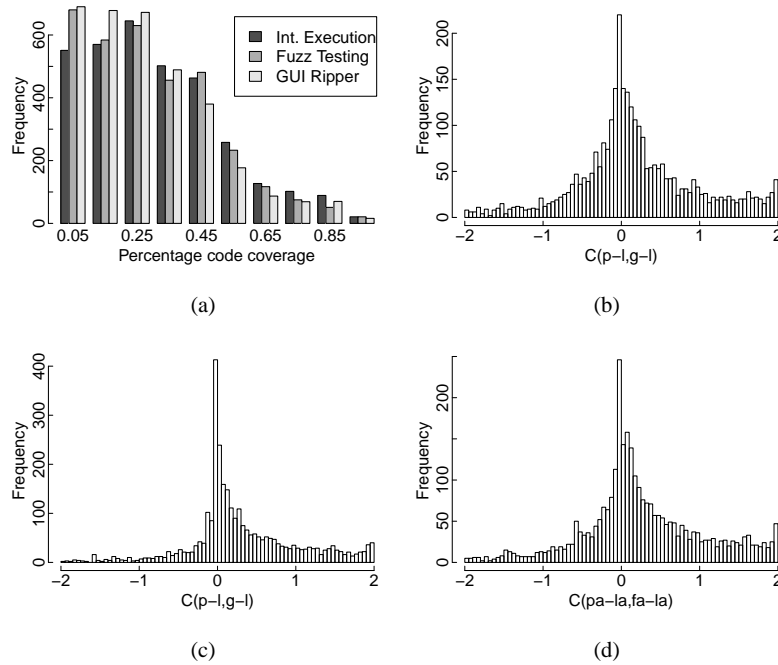 Frequency
0 200 400 600
Int. Execution
Fuzz Testing
GUI Ripper
0.05 0.25 0.45 0.65 0.85
Percentage code coverage
(a)
Frequency
0 50 100 150 200
−2 −1 0 1 2
C(p−l,g−l)
(b)
Frequency
0 100 200 300 400
−2 −1 0 1 2
C(p−l,g−l)
(c)
Frequency
0 50 100 150 200
−2 −1 0 1 2
C(pa−la,fa−la)
(d)